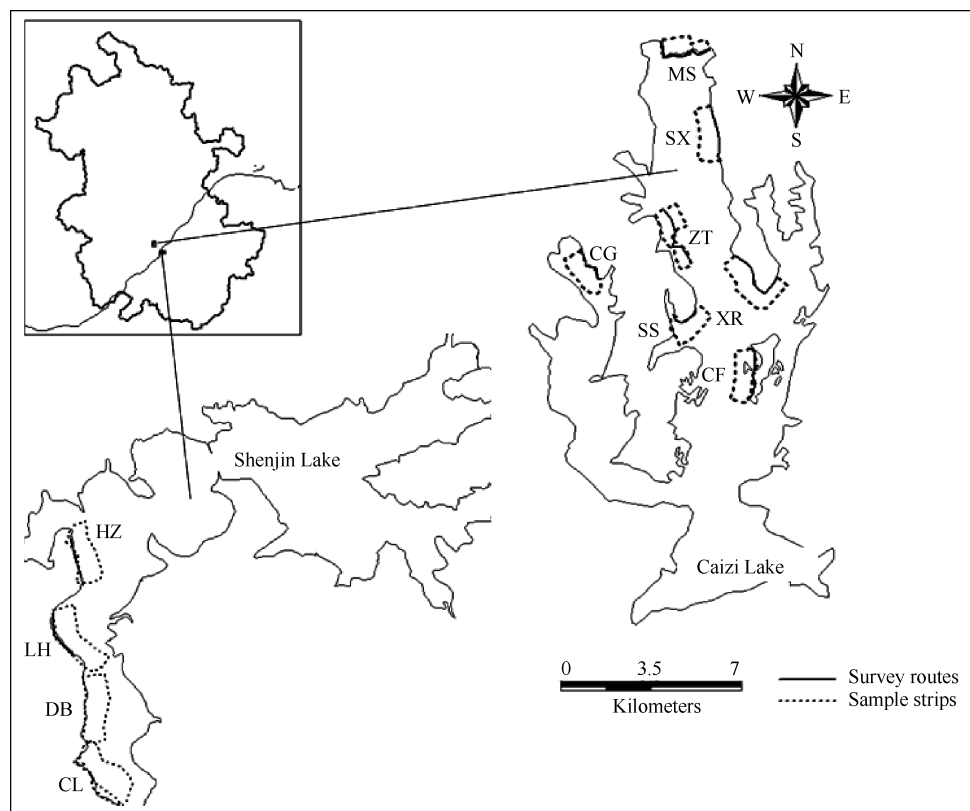 MS
N
W E
S
SX
ZT
CG
XR
SS
CF
Shenjin Lake
HZ
Caizi Lake
LH
0 3.5 7
Kilometers
Survey routes
Sample strips
DB
CL